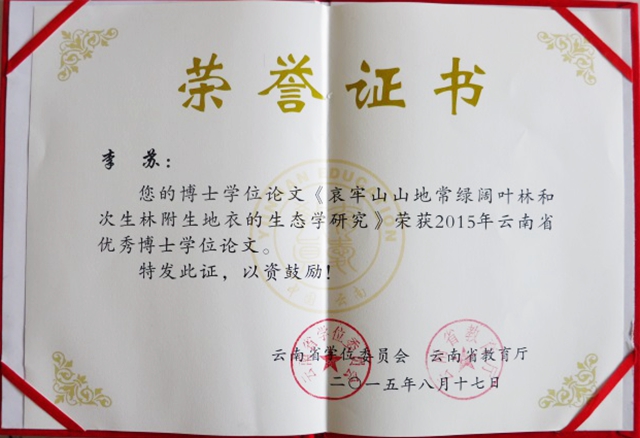 荣誉证书
李苏：
您的博士学位论文《哀牢山山地常绿阔叶林和
次生林附生地衣的生态学研究》荣获2015年云南省
优秀博士学位论文。
特发此证，以资鼓励！
云南省学位委员会 云南省教育厅
二〇一五年八月十七日